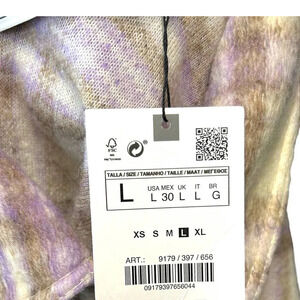 FSC
TALLA / SIZE / TAMANHO / TAILLE / MAAT / ΜΕΓΕΘΟΣ
L
USA MEX UK IT BR
L 30 L L G
XS S M L XL
ART.: 9179 / 397 / 656
09179397656044